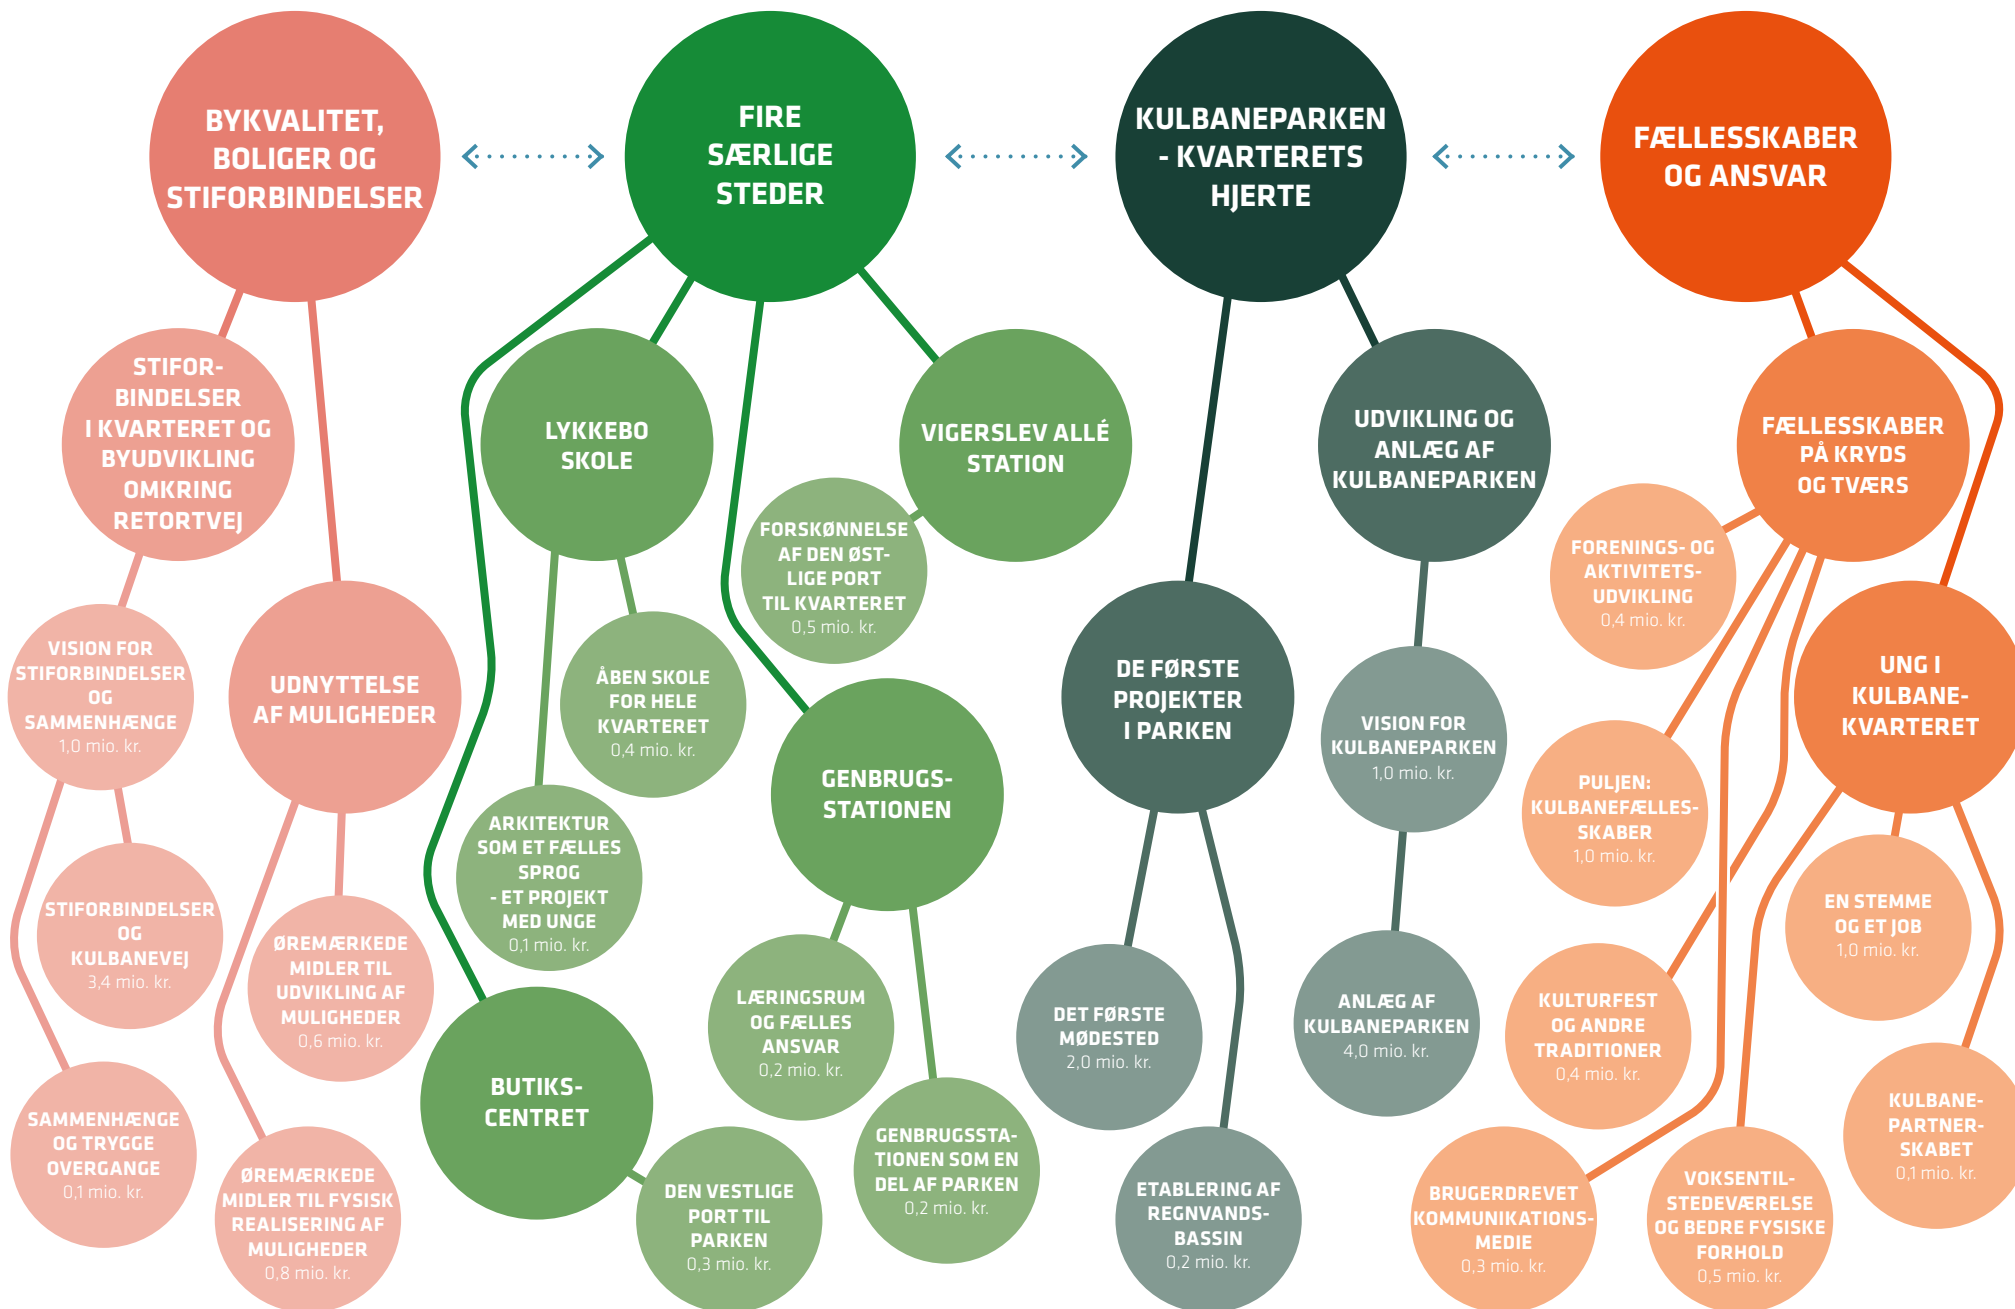 BYKVALITET,
BOLIGER OG
STIFORBINDELSER
FIRE
SÆRLIGE
STEDER
KULBANEPARKEN
- KVARTERETS
HJERTE
FÆLLESSKABER
OG ANSVAR
STIFOR-
BINDELSER
I KVARTERET OG
BYUDVIKLING
OMKRING
RETORTVEJ
VISION FOR
STIFORBINDELSER
OG
SAMMENHÆNGE
1,0 mio. kr.
STIFORBINDELSER
OG
KULBANEVEJ
3,4 mio. kr.
SAMMENHÆNGE
OG TRYGGE
OVERGANGE
0,1 mio. kr.
UDNYTTELSE
AF MULIGHEDER
ØREMÆRKEDE
MIDLER TIL
UDVIKLING AF
MULIGHEDER
0,6 mio. kr.
ØREMÆRKEDE
MIDLER TIL FYSISK
REALISERING AF
MULIGHEDER
0,8 mio. kr.
LYKKEBO
SKOLE
ÅBEN SKOLE
FOR HELE
KVARTERET
0,4 mio. kr.
ARKITEKTUR
SOM ET FÆLLES
SPROG
- ET PROJEKT
MED UNGE
0,1 mio. kr.
BUTIKS-
CENTRET
DEN VESTLIGE
PORT TIL
PARKEN
0,3 mio. kr.
VIGERSLEV ALLÉ
STATION
FORSKØNNELSE
AF DEN ØST-
LIGE PORT
TIL KVARTERET
0,5 mio. kr.
GENBRUGS-
STATIONEN
LÆRINGSRUM
OG FÆLLES
ANSVAR
0,2 mio. kr.
GENBRUGSSTA-
TIONEN SOM EN
DEL AF PARKEN
0,2 mio. kr.
DE FØRSTE
PROJEKTER
I PARKEN
DET FØRSTE
MØDESTED
2,0 mio. kr.
ETABLERING AF
REGNVANDS-
BASSIN
0,2 mio. kr.
UDVIKLING OG
ANLÆG AF
KULBANEPARKEN
VISION FOR
KULBANEPARKEN
1,0 mio. kr.
ANLÆG AF
KULBANEPARKEN
4,0 mio. kr.
FÆLLESSKABER
PÅ KRYDS
OG TVÆRS
FORENINGS- OG
AKTIVITETS-
UDVIKLING
0,4 mio. kr.
PULJEN:
KULBANEFÆLLES-
SKABER
1,0 mio. kr.
KULTURFEST
OG ANDRE
TRADITIONER
0,4 mio. kr.
BRUGERDREVET
KOMMUNIKATIONS-
MEDIE
0,3 mio. kr.
UNG I
KULBANE-
KVARTERET
EN STEMME
OG ET JOB
1,0 mio. kr.
KULBANE-
PARTNER-
SKABET
0,1 mio. kr.
VOKSENTIL-
STEDEVÆRELSE
OG BEDRE FYSISKE
FORHOLD
0,5 mio. kr.